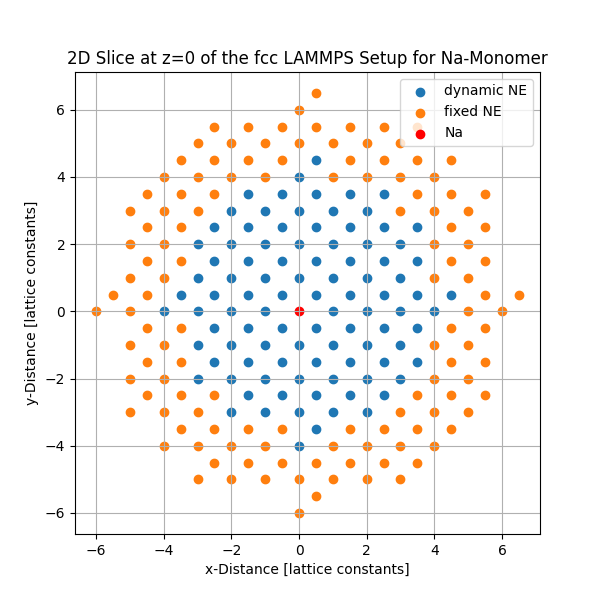 2D Slice at z=0 of the fcc LAMMPS Setup for Na-Monomer
dynamic NE
fixed NE
Na
y-Distance [lattice constants]
6
4
2
0
−2
−4
−6
−6
−4
−2
0
2
4
6
x-Distance [lattice constants]